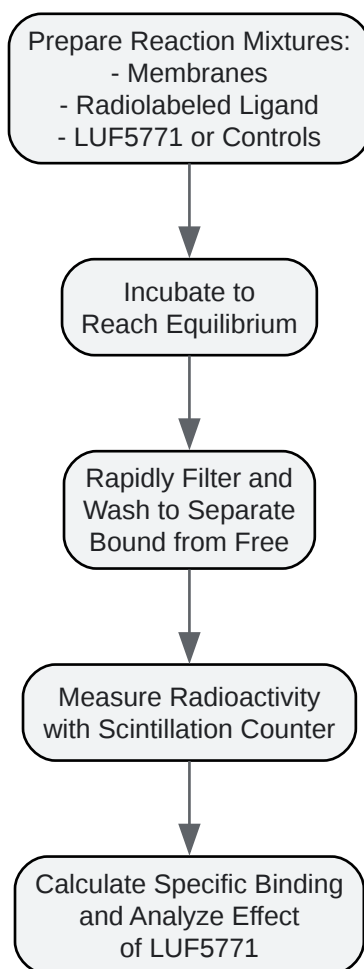 Prepare Reaction Mixtures:
- Membranes
- Radiolabeled Ligand
- LUF5771 or Controls
Incubate to
Reach Equilibrium
Rapidly Filter and
Wash to Separate
Bound from Free
Measure Radioactivity
with Scintillation Counter
Calculate Specific Binding
and Analyze Effect
of LUF5771